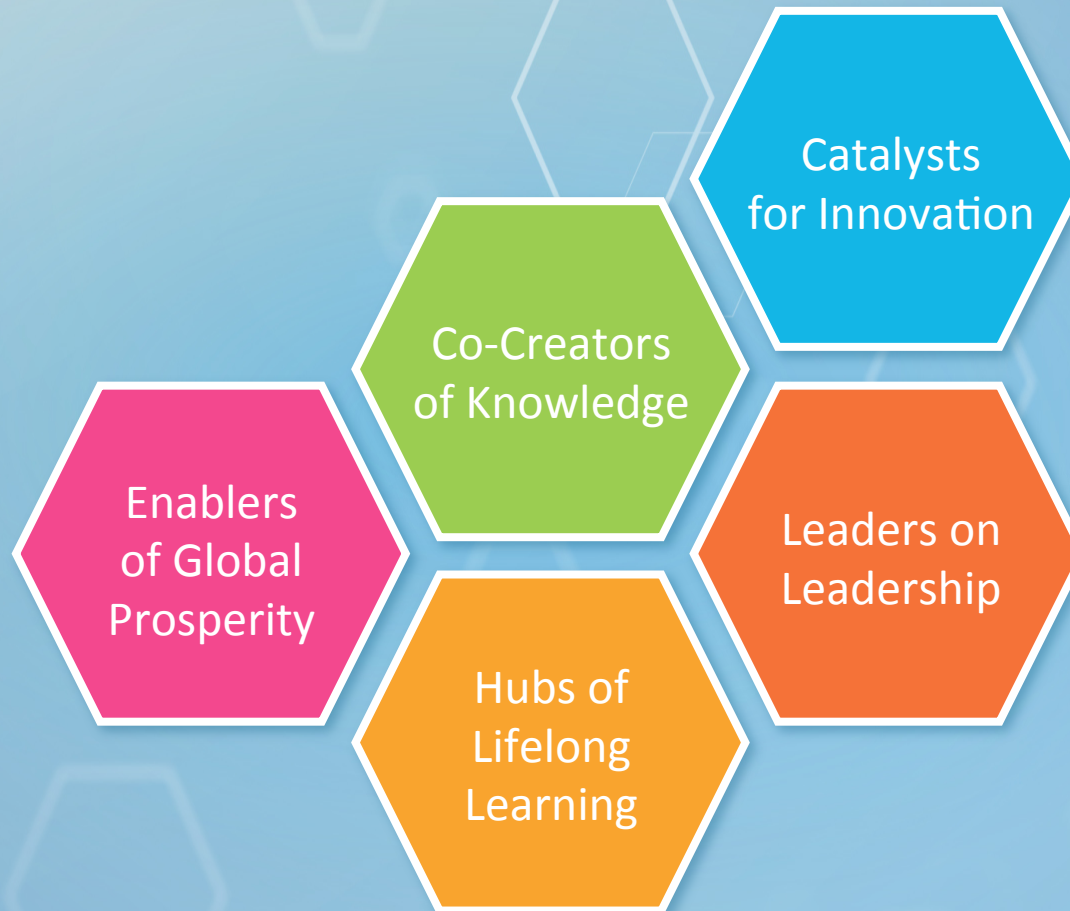 Catalysts
for Innovation
Co-Creators
of Knowledge
Enablers
of Global
Prosperity
Leaders on
Leadership
Hubs of
Lifelong
Learning